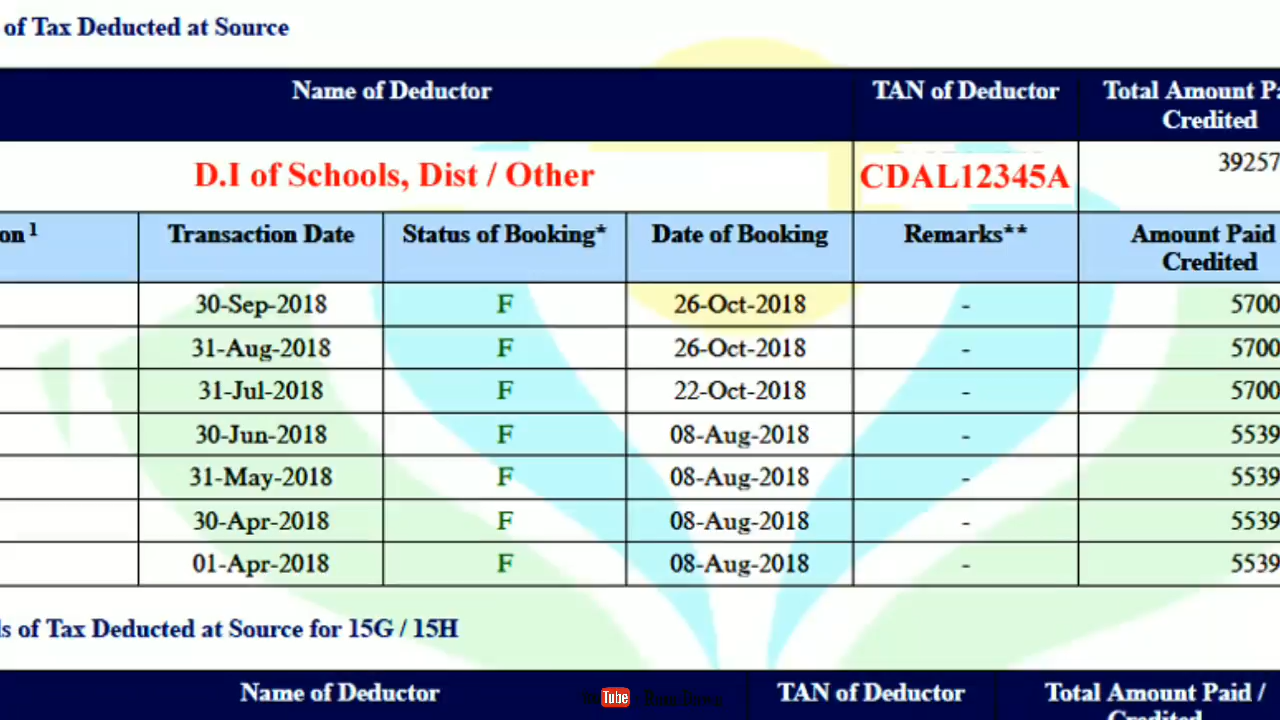 of Tax Deducted at Source
Name of Deductor TAN of Deductor Total Amount Pa
Credited
D.I of Schools, Dist / Other CDAL12345A 39257
on 1 Transaction Date Status of Booking* Date of Booking Remarks** Amount Paid
Credited
30-Sep-2018 F 26-Oct-2018 - 5700
31-Aug-2018 F 26-Oct-2018 - 5700
31-Jul-2018 F 22-Oct-2018 - 5700
30-Jun-2018 F 08-Aug-2018 - 5539
31-May-2018 F 08-Aug-2018 - 5539
30-Apr-2018 F 08-Aug-2018 - 5539
01-Apr-2018 F 08-Aug-2018 - 5539
ls of Tax Deducted at Source for 15G / 15H
Name of Deductor TAN of Deductor Total Amount Paid /
Credited
Tube